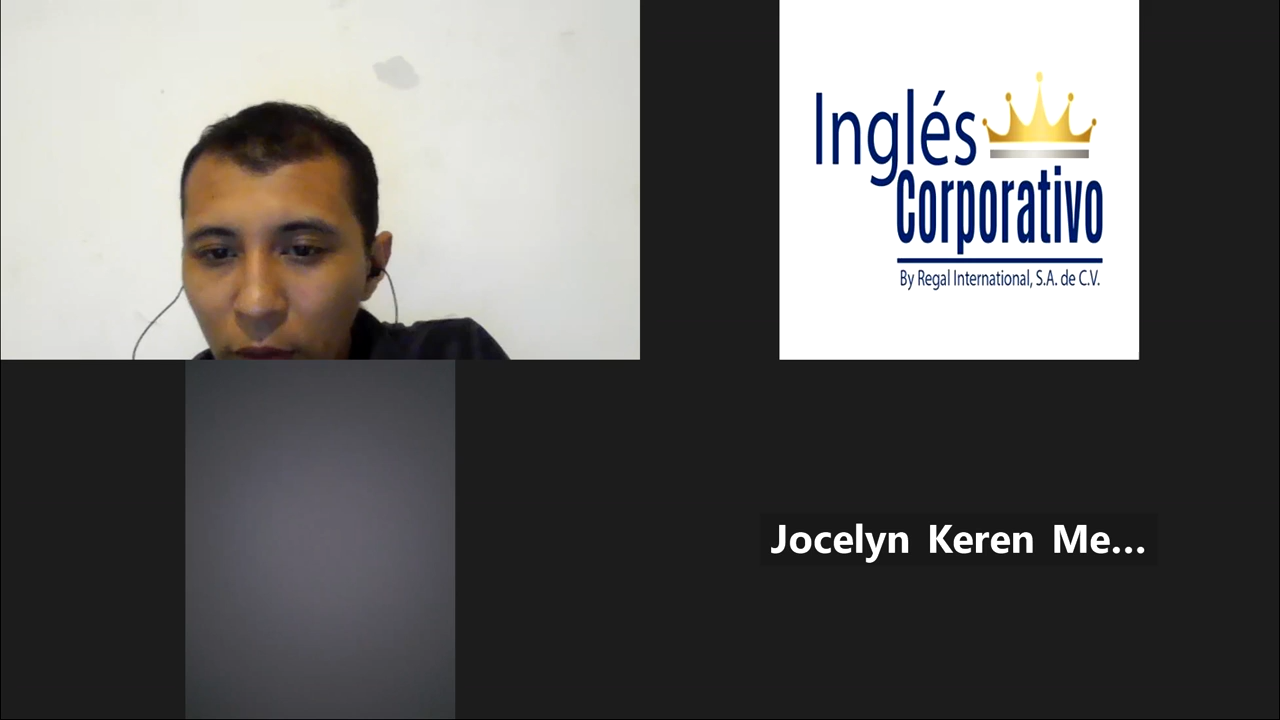 Inglés
Corporativo
By Regal International, S.A. de C.V.
Jocelyn Keren Me...